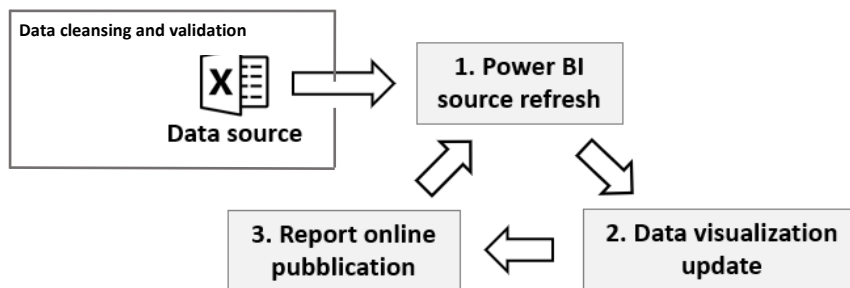 Data cleansing and validation
X
Data source
1. Power BI
source refresh
2. Data visualization
update
3. Report online
pubblication